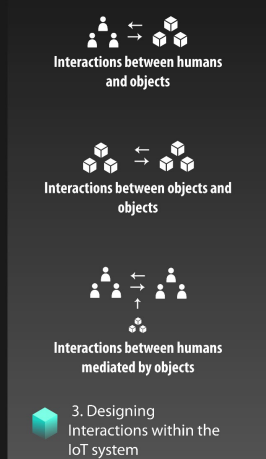 Interactions between humans
and objects
Interactions between objects and
objects
Interactions between humans
mediated by objects
3. Designing
Interactions within the
IoT system